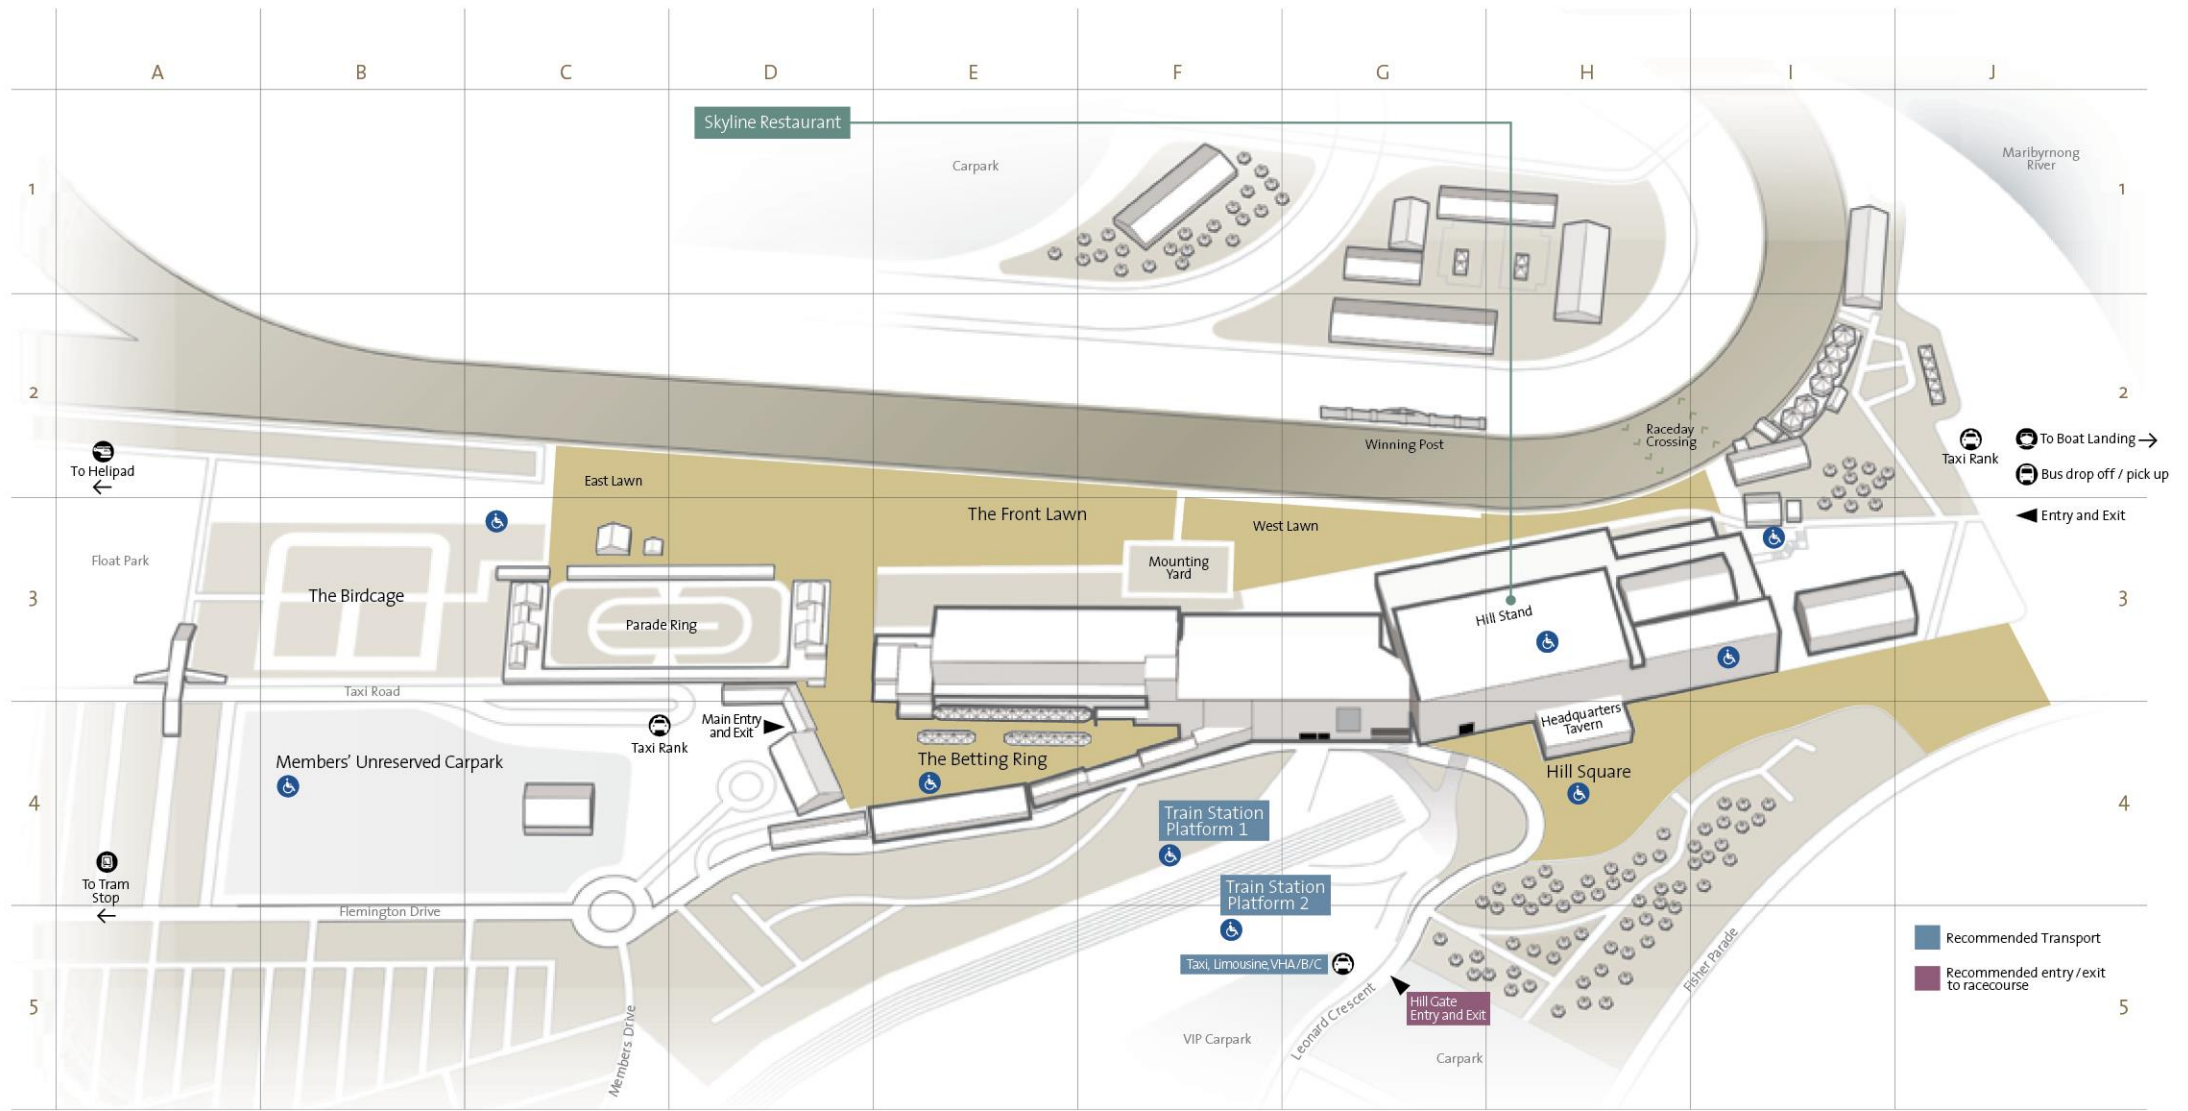 A B C D E F G H I J
Skyline Restaurant
Carpark
Maribyrnong
River
1
1
2
2
Raceday
Crossing
Winning Post
To Helipad
Taxi Rank
To Boat Landing
Bus drop off / pick up
Entry and Exit
East Lawn
The Front Lawn
West Lawn
Mounting
Yard
Float Park
The Birdcage
Parade Ring
Hill Stand
3
3
Taxi Road
Main Entry
and Exit
Taxi Rank
Headquarters
Tavern
Members' Unreserved Carpark
The Betting Ring
Hill Square
4
4
Train Station
Platform 1
To Tram
Stop
Train Station
Platform 2
Flemington Drive
Taxi, Limousine, VHA/B/C
Recommended Transport
Recommended entry / exit
to racecourse
Fisher Parade
Hill Gate
Entry and Exit
5
5
Members Drive
VIP Carpark
Leonard Crescent
Carpark